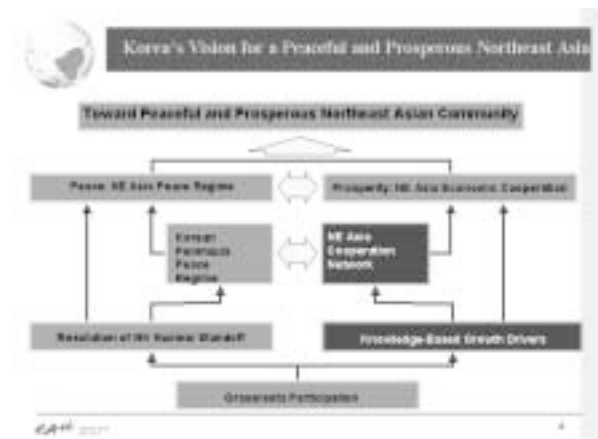 Korea's Vision for a Peaceful and Prosperous Northeast Asia
Toward Peaceful and Prosperous Northeast Asian Community
Peace: NE Asia Peace Regime
Prosperity: NE Asia Economic Cooperation
Korean
Peninsula
Peace
Regime
NE Asia
Cooperation
Network
Resolution of NK Nuclear Standoff
Knowledge-Based Growth Drivers
Grassroots Participation